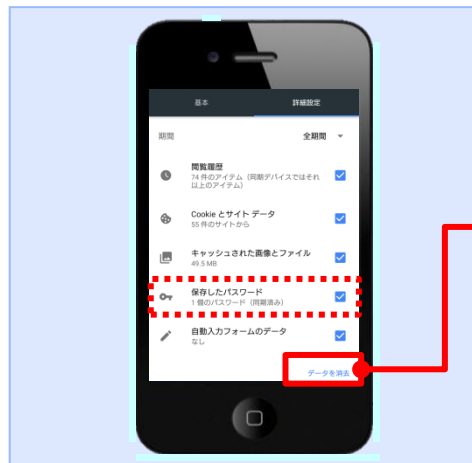 基本 詳細設定
期間 全期間
閲覧履歴
74 件のアイテム（同期デバイスではそれ
以上のアイテム）
Cookie とサイト データ
55 件のサイトから
キャッシュされた画像とファイル
49.5 MB
保存したパスワード
1 個のパスワード（同期済み）
自動入力フォームのデータ
なし
データを消去